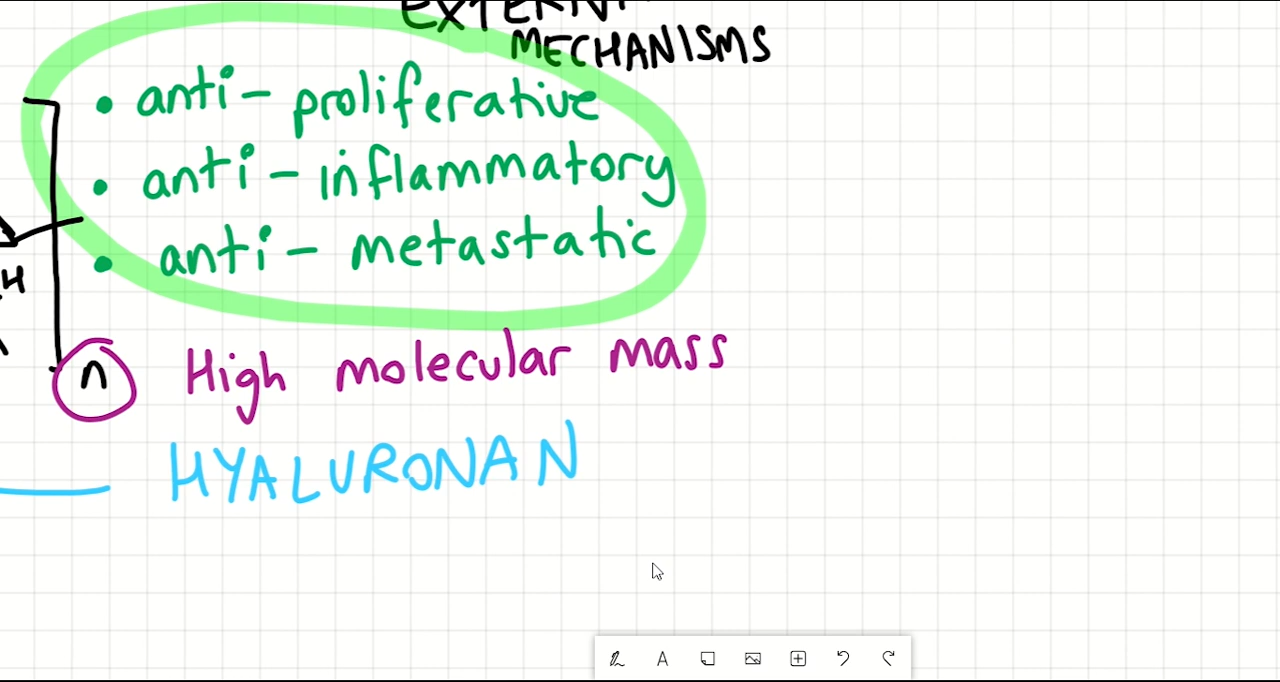 MECHANISMS
• anti-proliferative
• anti-inflammatory
• anti-metastatic
n High molecular mass
HYALURONAN
H
A